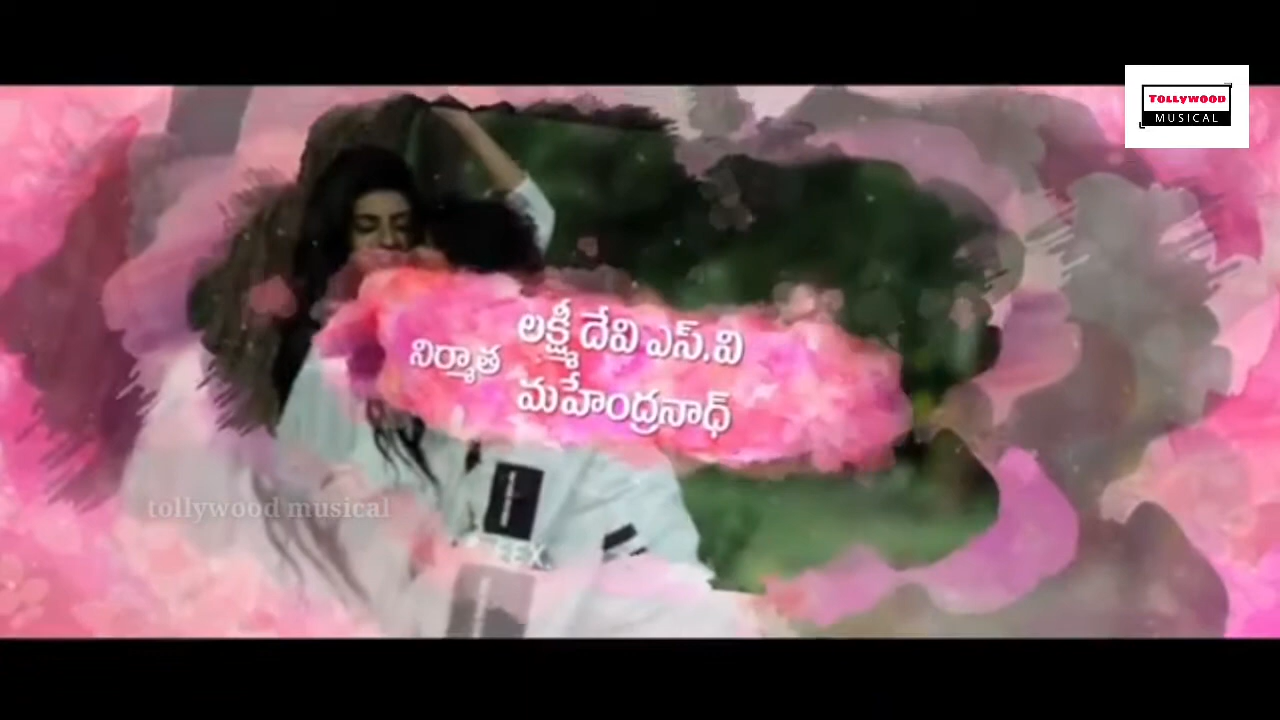 TOLLYWOOD
MUSICAL
లక్ష్మీ దేవి ఎస్.వి
నిర్మాత
మహేంద్రనాధ్
tollywood musical